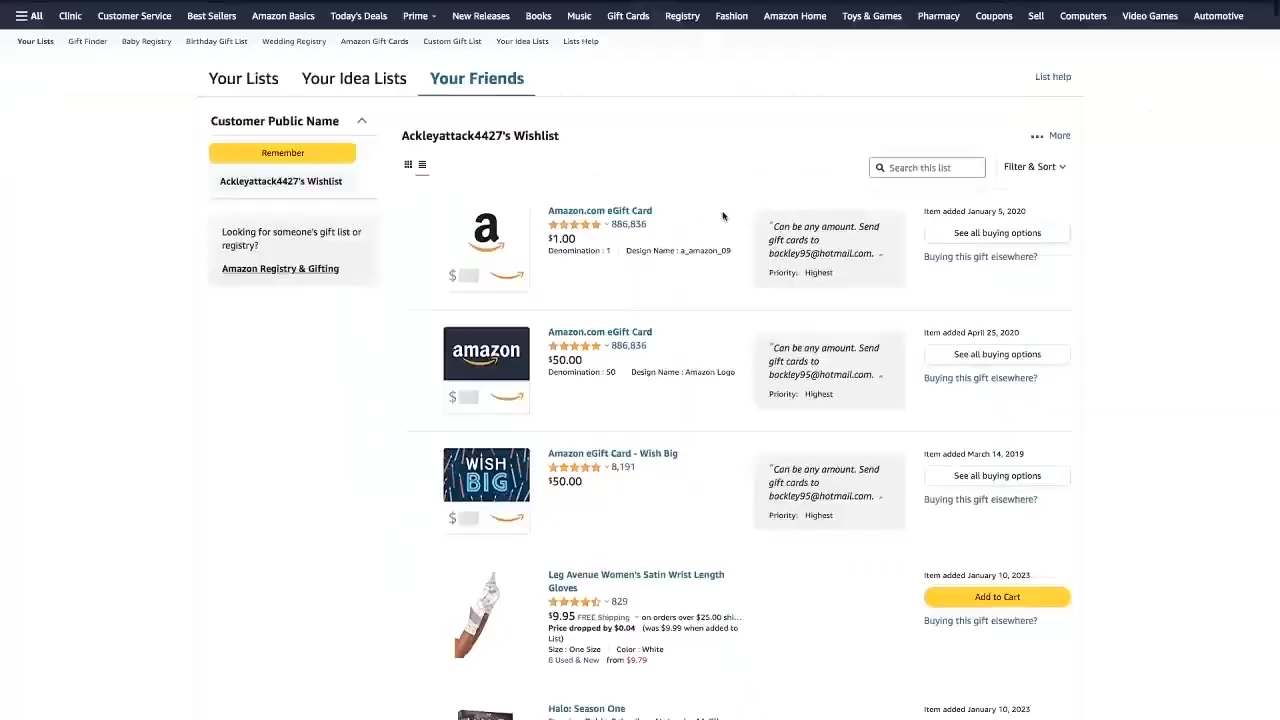 All Clinic Customer Service Best Sellers Amazon Basics Today's Deals Prime New Releases Books Music Gift Cards Registry Fashion Amazon Home Toys & Games Pharmacy Coupons Sell Computers Video Games Automotive
Your Lists Gift Finder Baby Registry Birthday Gift List Wedding Registry Amazon Gift Cards Custom Gift List Your Idea Lists Lists Help
Your Lists Your Idea Lists Your Friends List help
Customer Public Name
Remember
Ackleyattack4427's Wishlist
Looking for someone's gift list or
registry?
Amazon Registry & Gifting
Ackleyattack4427's Wishlist
More
Search this list
Filter & Sort
a
$
Amazon.com eGift Card
886,836
$1.00
Denomination : 1 Design Name : a_amazon_09
"Can be any amount. Send
gift cards to
backley95@hotmail.com. "
Priority: Highest
Item added January 5, 2020
See all buying options
Buying this gift elsewhere?
amazon
$
Amazon.com eGift Card
886,836
$50.00
Denomination : 50 Design Name : Amazon Logo
"Can be any amount. Send
gift cards to
backley95@hotmail.com. "
Priority: Highest
Item added April 25, 2020
See all buying options
Buying this gift elsewhere?
WISH
BIG
$
Amazon eGift Card - Wish Big
8,191
$50.00
"Can be any amount. Send
gift cards to
backley95@hotmail.com. "
Priority: Highest
Item added March 14, 2019
See all buying options
Buying this gift elsewhere?
Leg Avenue Women's Satin Wrist Length
Gloves
829
$9.95 FREE Shipping on orders over $25.00 shi...
Price dropped by $0.04 (was $9.99 when added to
List)
Size : One Size Color : White
6 Used & New from $9.79
Item added January 10, 2023
Add to Cart
Buying this gift elsewhere?
Halo: Season One
Item added January 10, 2023